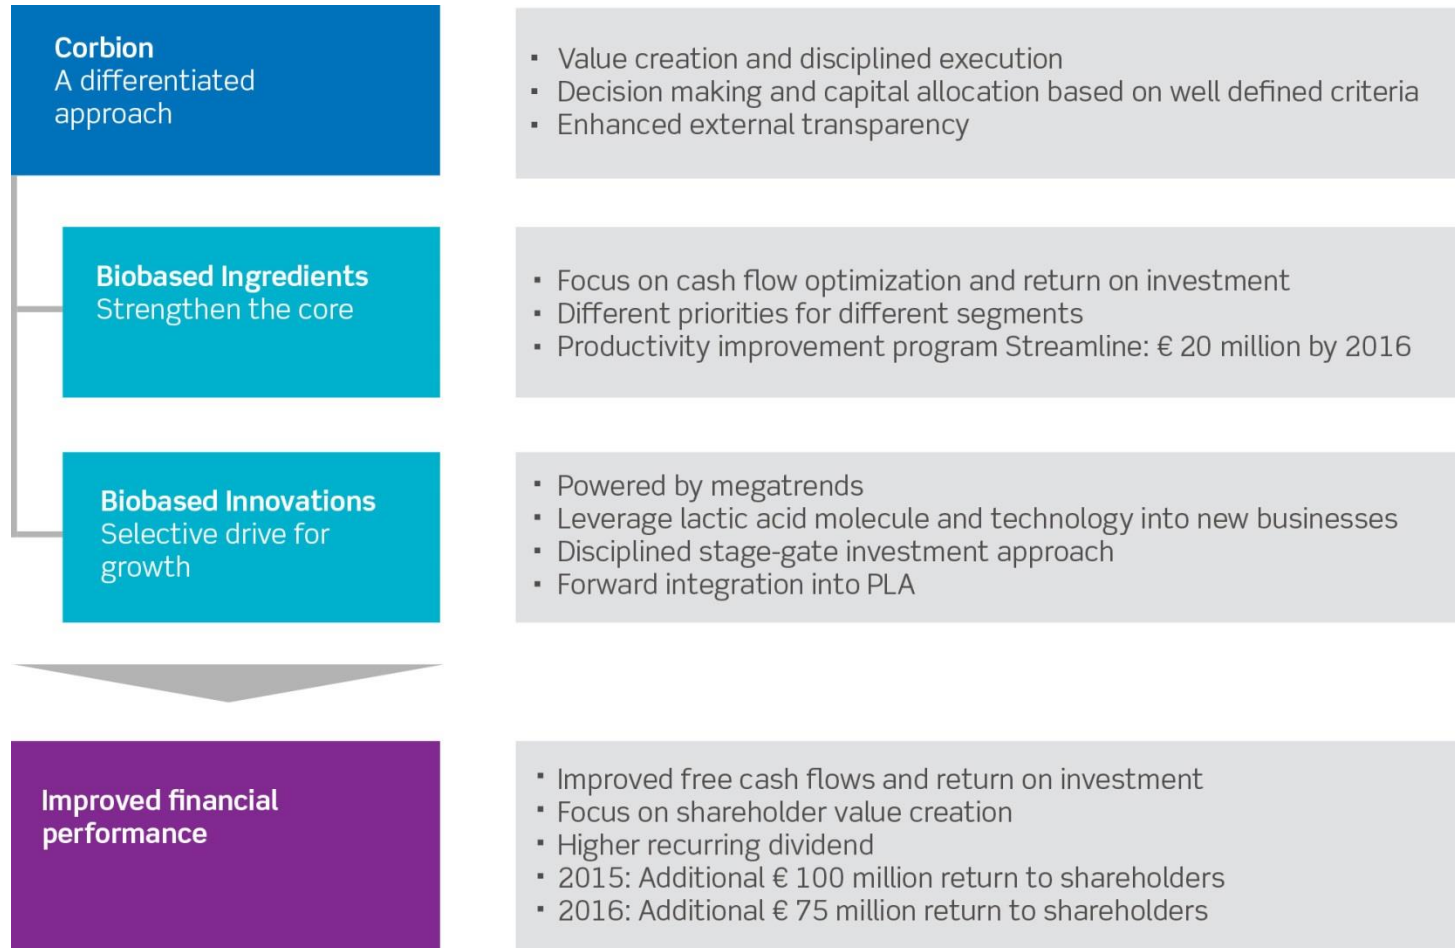 Corbion
A differentiated
approach
▪ Value creation and disciplined execution
▪ Decision making and capital allocation based on well defined criteria
▪ Enhanced external transparency
Biobased Ingredients
Strengthen the core
▪ Focus on cash flow optimization and return on investment
▪ Different priorities for different segments
▪ Productivity improvement program Streamline: € 20 million by 2016
Biobased Innovations
Selective drive for
growth
▪ Powered by megatrends
▪ Leverage lactic acid molecule and technology into new businesses
▪ Disciplined stage-gate investment approach
▪ Forward integration into PLA
Improved financial
performance
▪ Improved free cash flows and return on investment
▪ Focus on shareholder value creation
▪ Higher recurring dividend
▪ 2015: Additional € 100 million return to shareholders
▪ 2016: Additional € 75 million return to shareholders